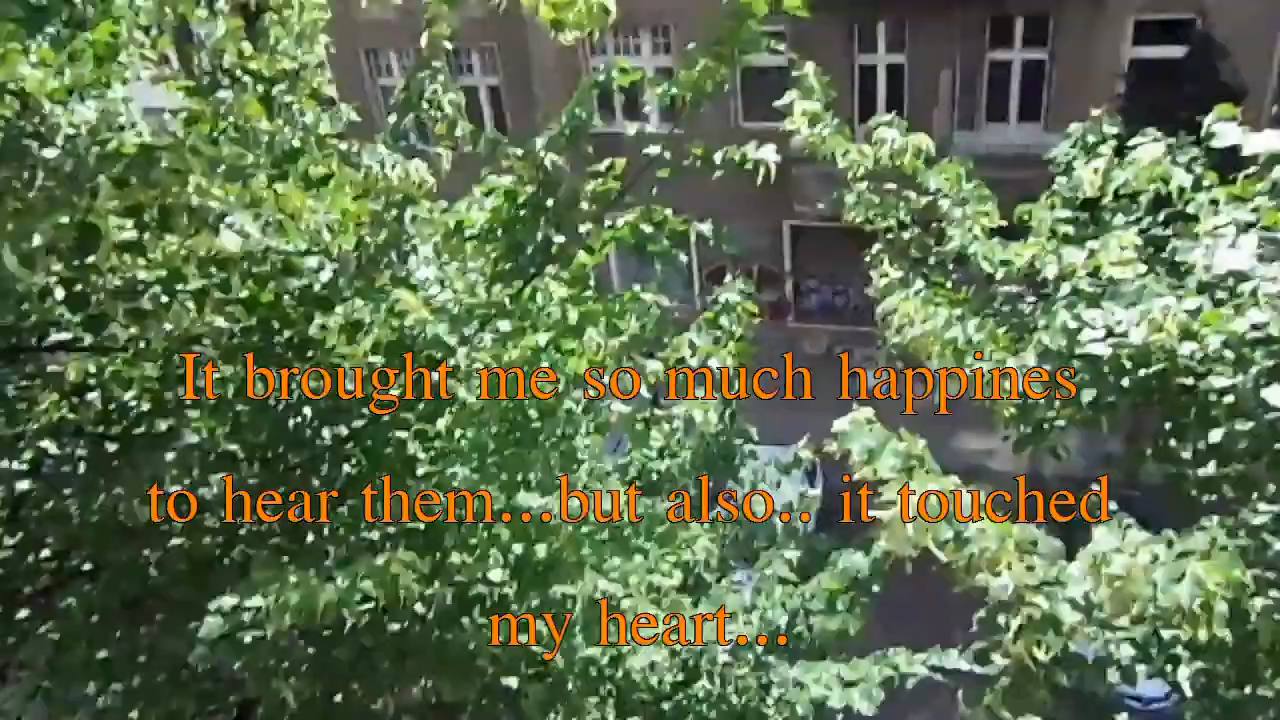 It brought me so much happines
to hear them...but also.. it touched
my heart...